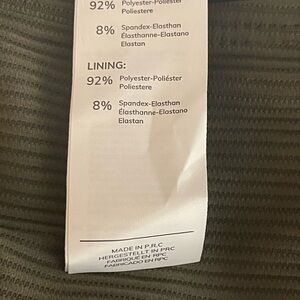 92% Polyester-Poliéster
Poliestere
8% Spandex-Elasthan
Élasthanne-Elastano
Elastan
LINING:
92% Polyester-Poliéster
Poliestere
8% Spandex-Elasthan
Élasthanne-Elastano
Elastan
MADE IN P.R.C
HERGESTELLT IN PRC
FABRIQUÉ EN RPC
FABRICADO EN RPC